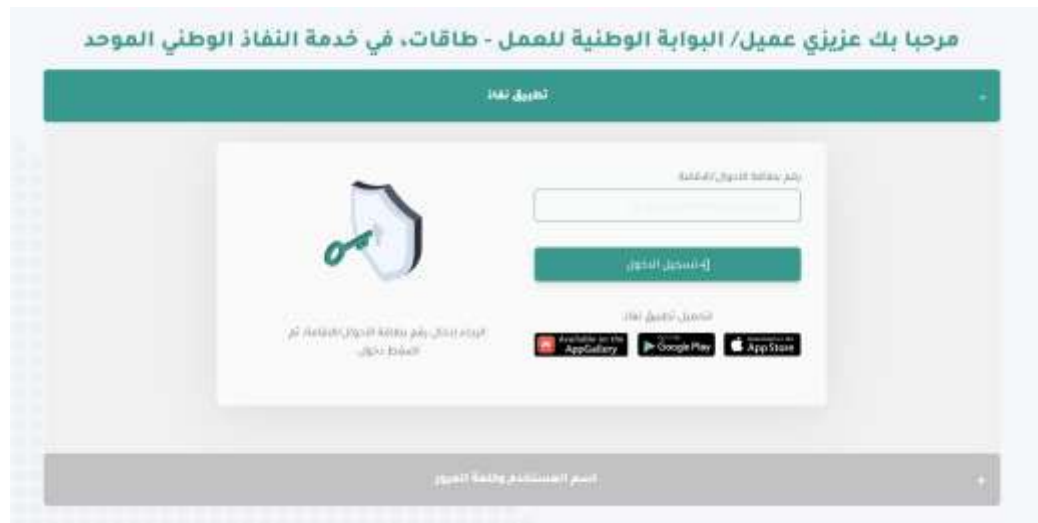 مرحبا بك عزيزي عميل/ البوابة الوطنية للعمل - طاقات، في خدمة النفاذ الوطني الموحد
تطبيق نفاذ
رقم بطاقة الأحوال/الاقامة
تسجيل الدخول
لتحميل تطبيق نفاذ
AppGallery
Google Play
App Store
الرجاء إدخال رقم بطاقة الأحوال/الاقامة، ثم
اضغط دخول.
اسم المستخدم وكلمة المرور